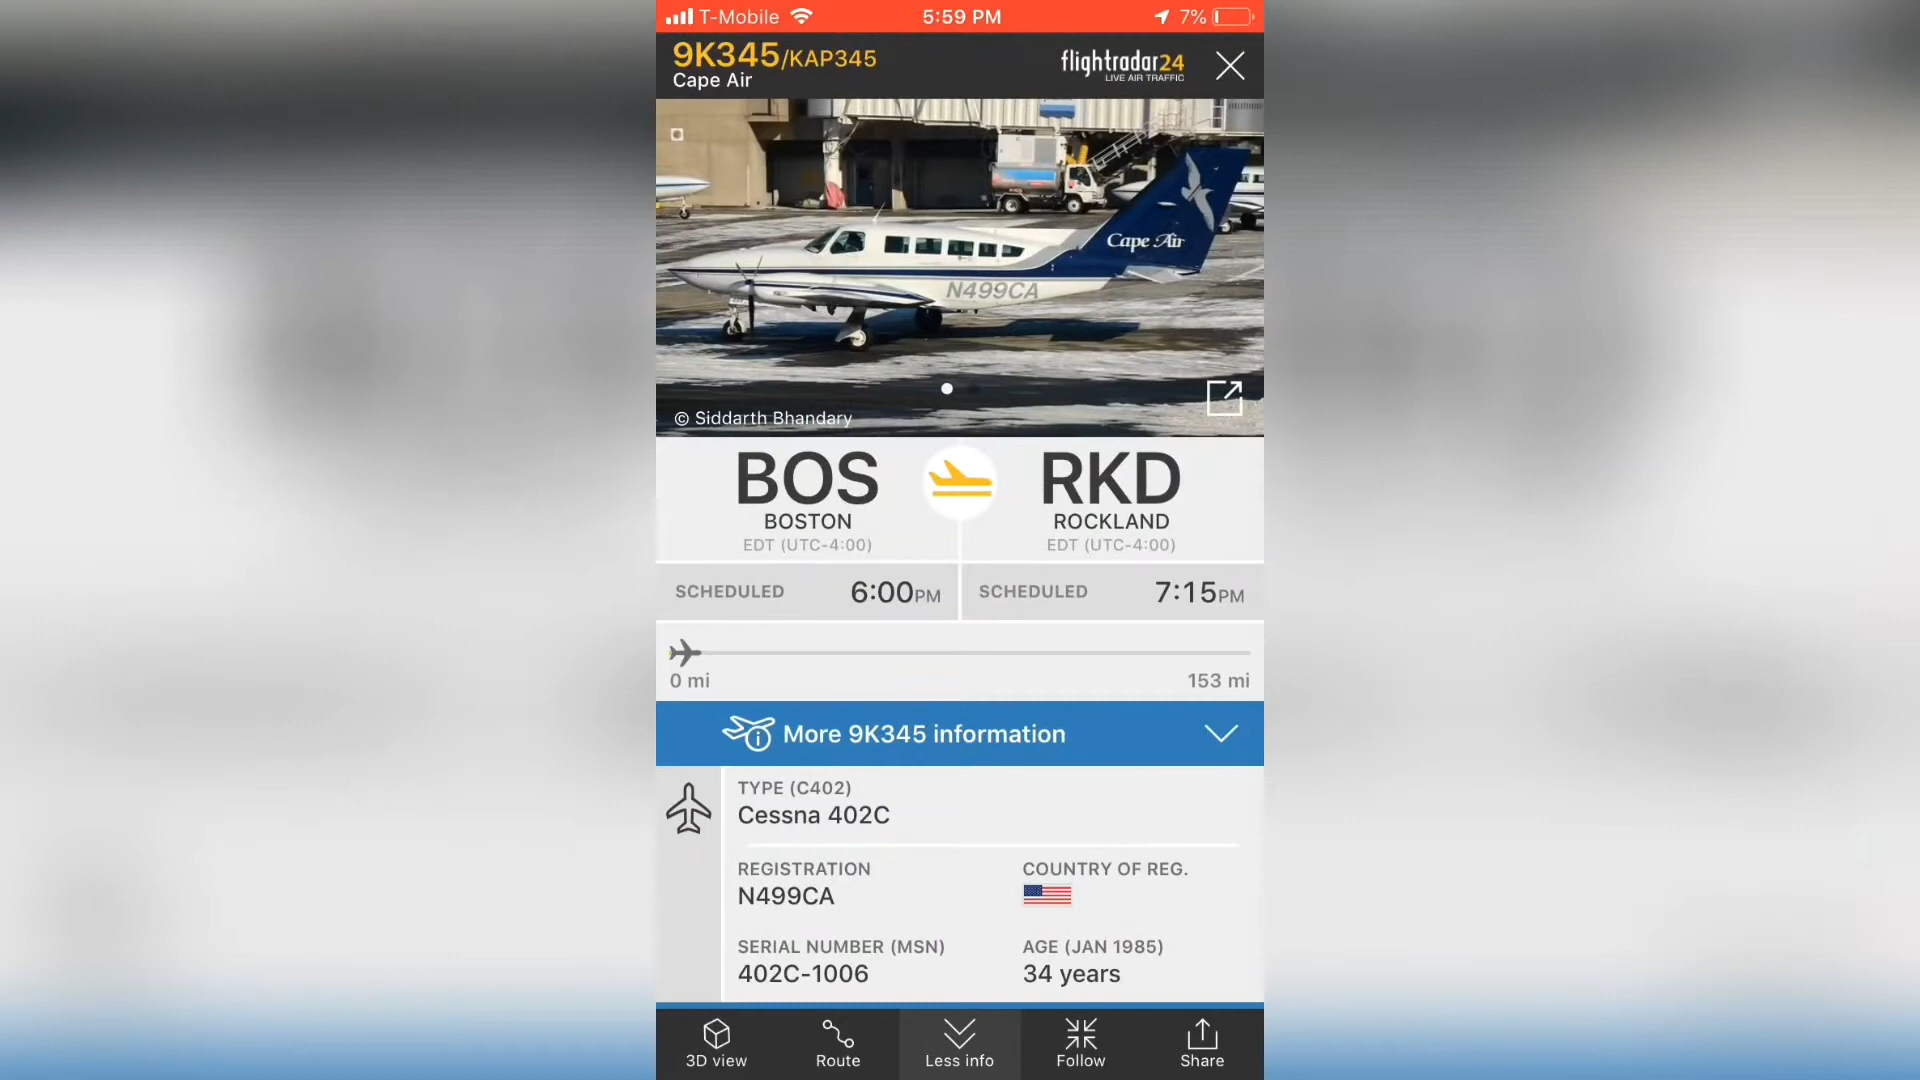 T-Mobile 5:59 PM 7%
9K345/KAP345
Cape Air
flightradar24
LIVE AIR TRAFFIC
Cape Air
N499CA
© Siddarth Bhandary
BOS RKD
BOSTON ROCKLAND
EDT (UTC-4:00) EDT (UTC-4:00)
SCHEDULED 6:00PM SCHEDULED 7:15PM
0 mi 153 mi
More 9K345 information
TYPE (C402)
Cessna 402C
REGISTRATION COUNTRY OF REG.
N499CA
SERIAL NUMBER (MSN) AGE (JAN 1985)
402C-1006 34 years
3D view Route Less info Follow Share